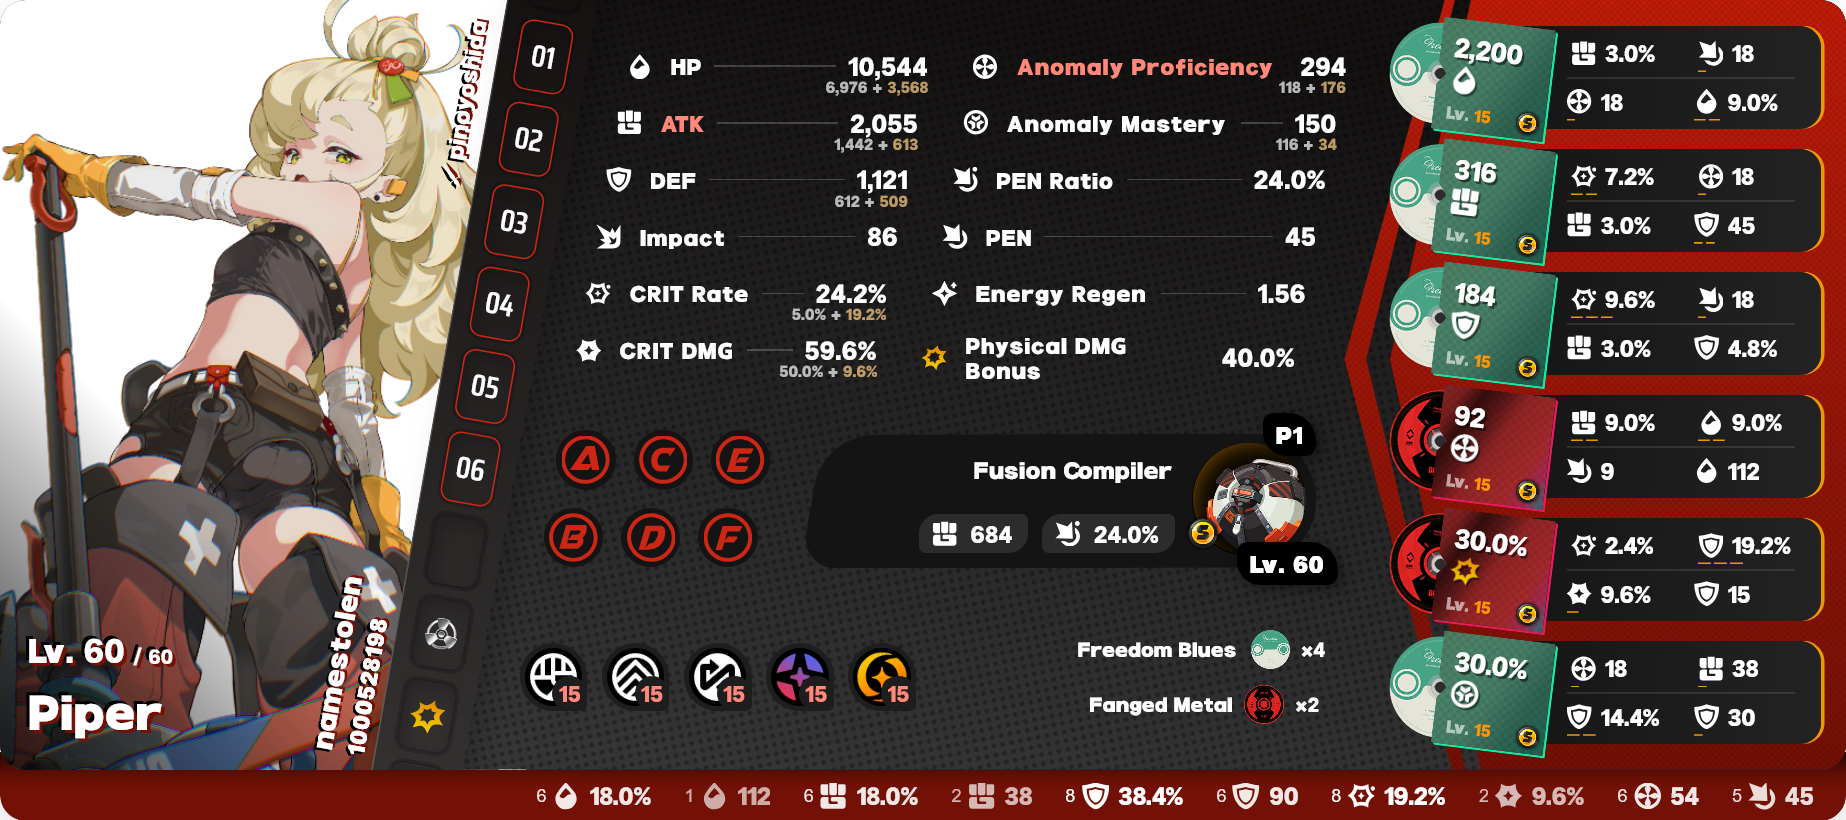 pinoyoshida
Lv. 60 / 60
Piper
namestolen
1000528198
01
02
03
04
05
06
HP 10,544
6,976 + 3,568
ATK 2,055
1,442 + 613
DEF 1,121
612 + 509
Impact 86
CRIT Rate 24.2%
5.0% + 19.2%
CRIT DMG 59.6%
50.0% + 9.6%
Anomaly Proficiency 294
118 + 176
Anomaly Mastery 150
116 + 34
PEN Ratio 24.0%
PEN 45
Energy Regen 1.56
Physical DMG
Bonus 40.0%
A C E
B D F
P1
Fusion Compiler
684 24.0%
S
Lv. 60
15 15 15 15 15
Freedom Blues ×4
Fanged Metal ×2
2,200
Lv. 15 S
3.0% 18
18 9.0%
316
Lv. 15 S
7.2% 18
3.0% 45
184
Lv. 15 S
9.6% 18
3.0% 4.8%
92
Lv. 15 S
9.0% 9.0%
9 112
30.0%
Lv. 15 S
2.4% 19.2%
9.6% 15
30.0%
Lv. 15 S
18 38
14.4% 30
6 18.0% 1 112 6 18.0% 2 38 8 38.4% 6 90 8 19.2% 2 9.6% 6 54 5 45